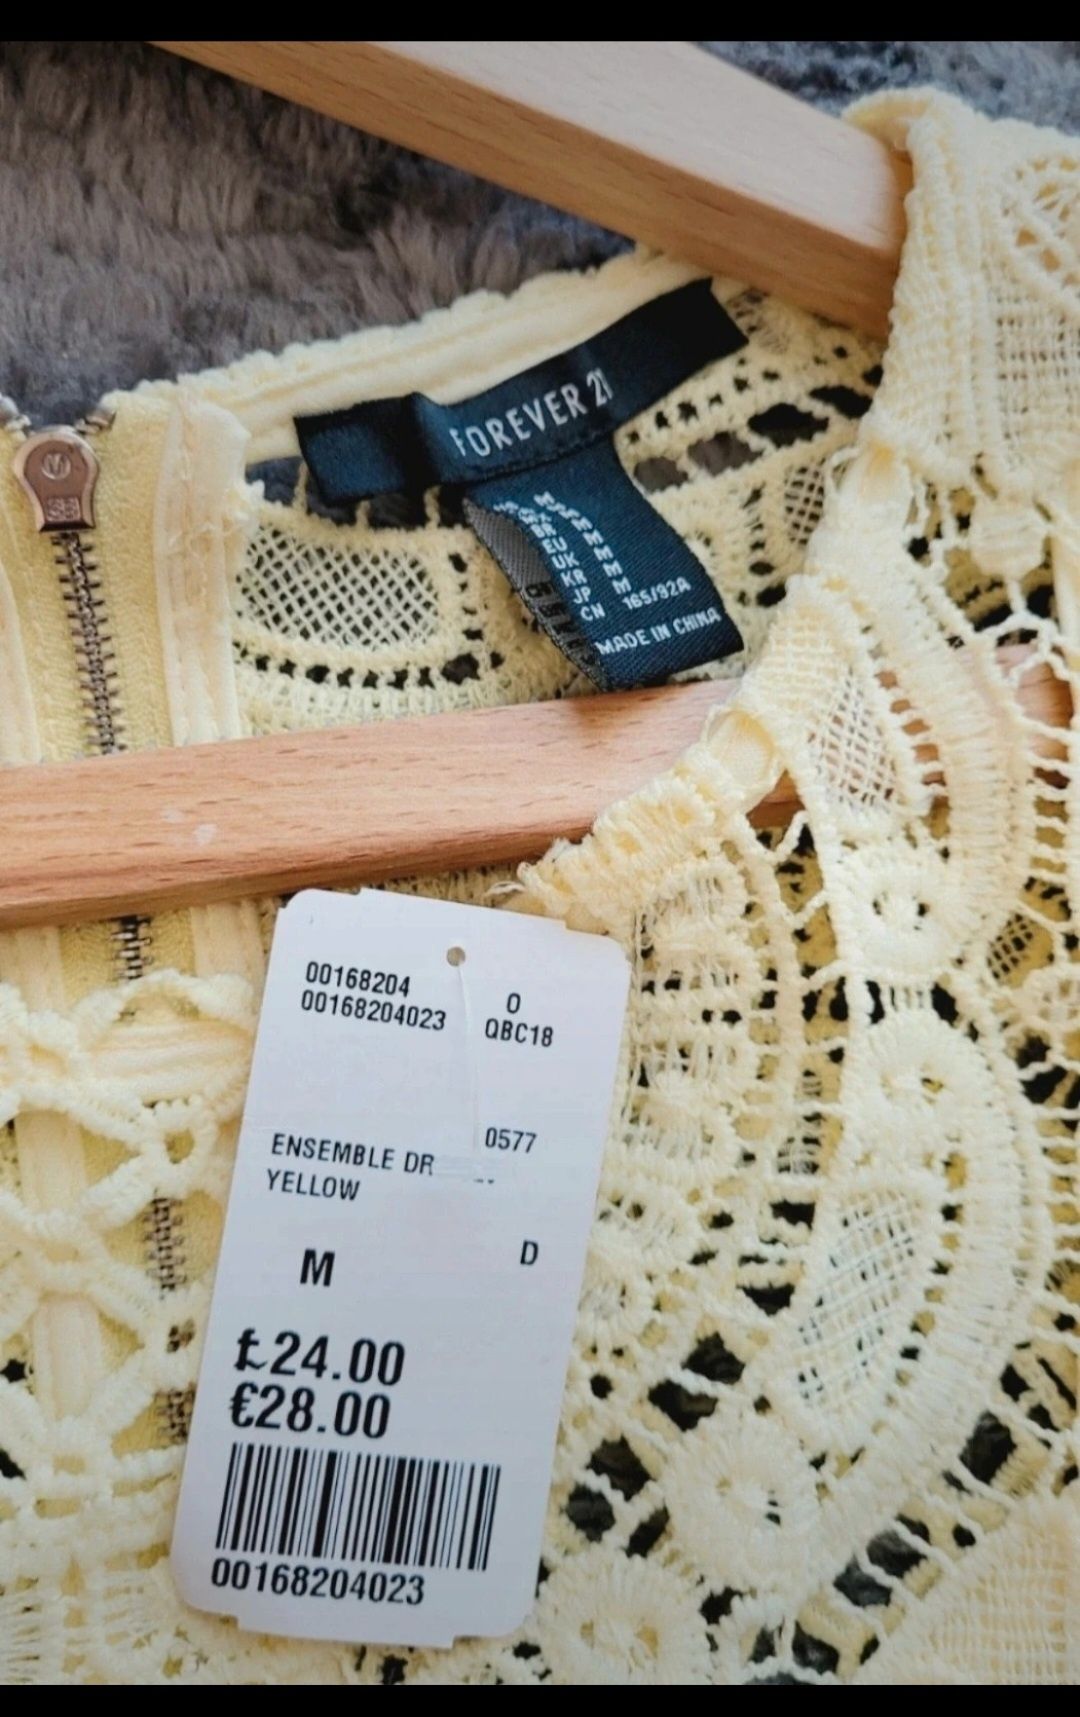 FOREVER 21
BR M
EU M
UK M
KR M
JP M
CN 165/92A
MADE IN CHINA
00168204
00168204023
0
QBC18
0577
ENSEMBLE DR
YELLOW
M
D
£24.00
€28.00
00168204023